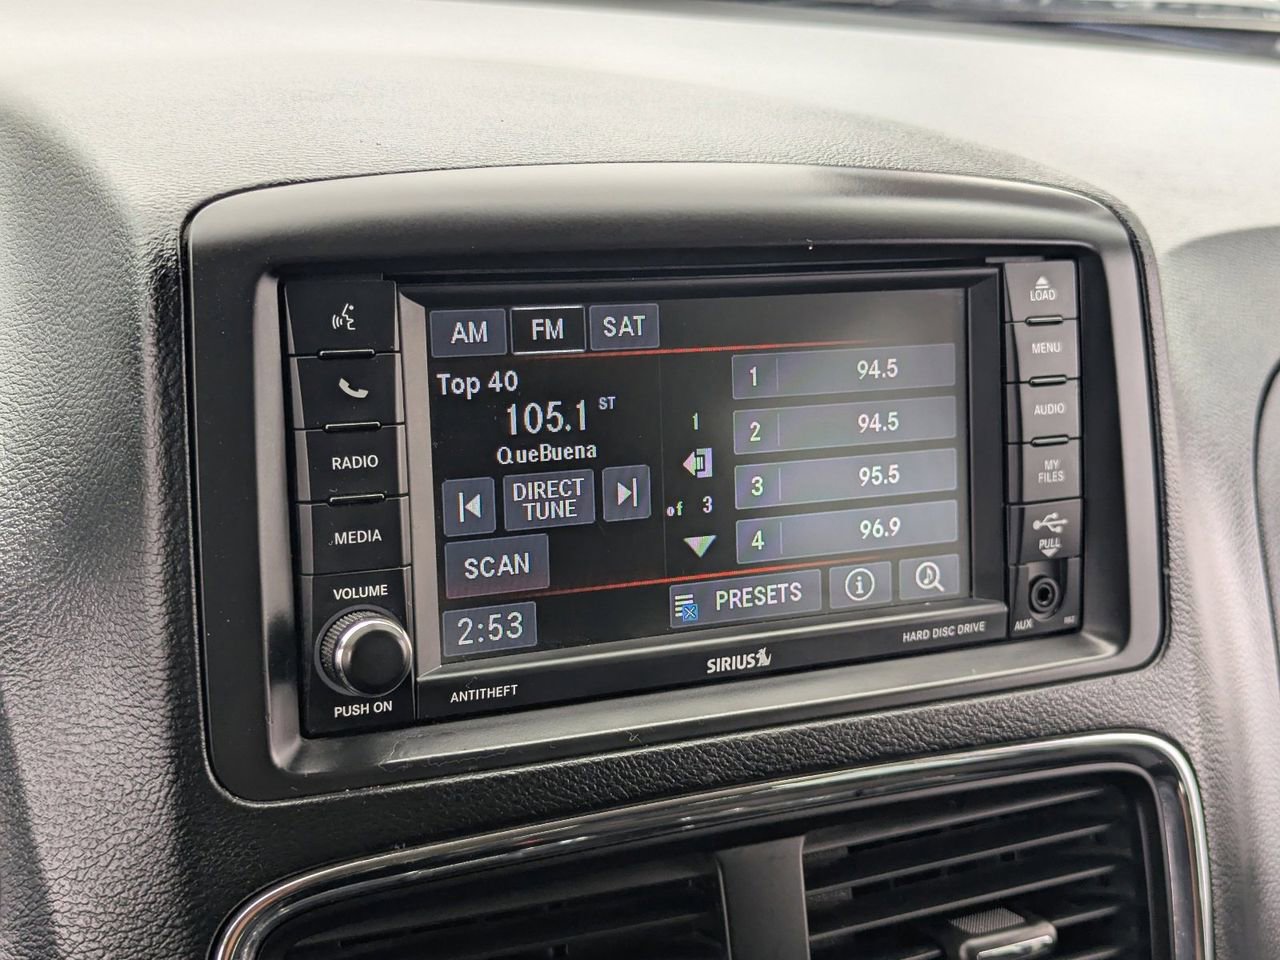 LOAD
AM FM SAT
MENU
Top 40
105.1 ST
QueBuena
1 94.5
2 94.5
3 95.5
4 96.9
1
of 3
AUDIO
RADIO
MY
FILES
DIRECT
TUNE
MEDIA
SCAN
PULL
VOLUME
PRESETS
2:53
AUX
HARD DISC DRIVE
SIRIUS
ANTITHEFT
PUSH ON